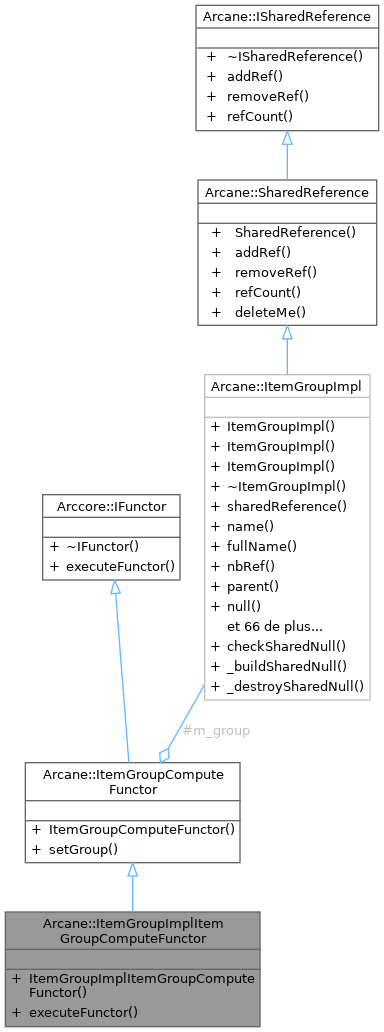 Arcane::ISharedReference
+ ~ISharedReference()
+ addRef()
+ removeRef()
+ refCount()
Arcane::SharedReference
+ SharedReference()
+ addRef()
+ removeRef()
+ refCount()
+ deleteMe()
Arcane::ItemGroupImpl
+ ItemGroupImpl()
+ ItemGroupImpl()
+ ItemGroupImpl()
+ ~ItemGroupImpl()
+ sharedReference()
+ name()
+ fullName()
+ nbRef()
+ parent()
+ null()
et 66 de plus...
+ checkSharedNull()
+ _buildSharedNull()
+ _destroySharedNull()
Arccore::IFunctor
+ ~IFunctor()
+ executeFunctor()
#m_group
Arcane::ItemGroupCompute
Functor
+ ItemGroupComputeFunctor()
+ setGroup()
Arcane::ItemGroupImplItem
GroupComputeFunctor
+ ItemGroupImplItemGroupCompute
Functor()
+ executeFunctor()